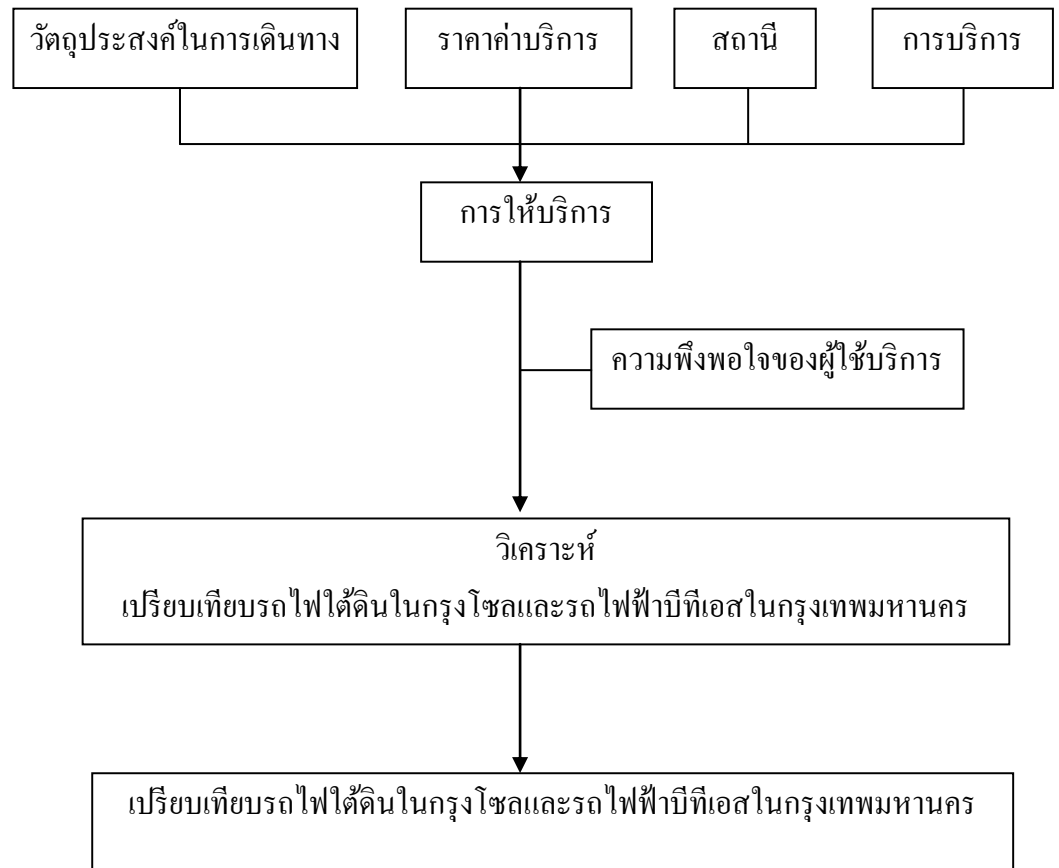 วัตถุประสงค์ในการเดินทาง
ราคาค่าบริการ
สถานี
การบริการ
การให้บริการ
ความพึงพอใจของผู้ใช้บริการ
วิเคราะห์
เปรียบเทียบรถไฟใต้ดินในกรุงโซลและรถไฟฟ้าบีทีเอสในกรุงเทพมหานคร
เปรียบเทียบรถไฟใต้ดินในกรุงโซลและรถไฟฟ้าบีทีเอสในกรุงเทพมหานคร